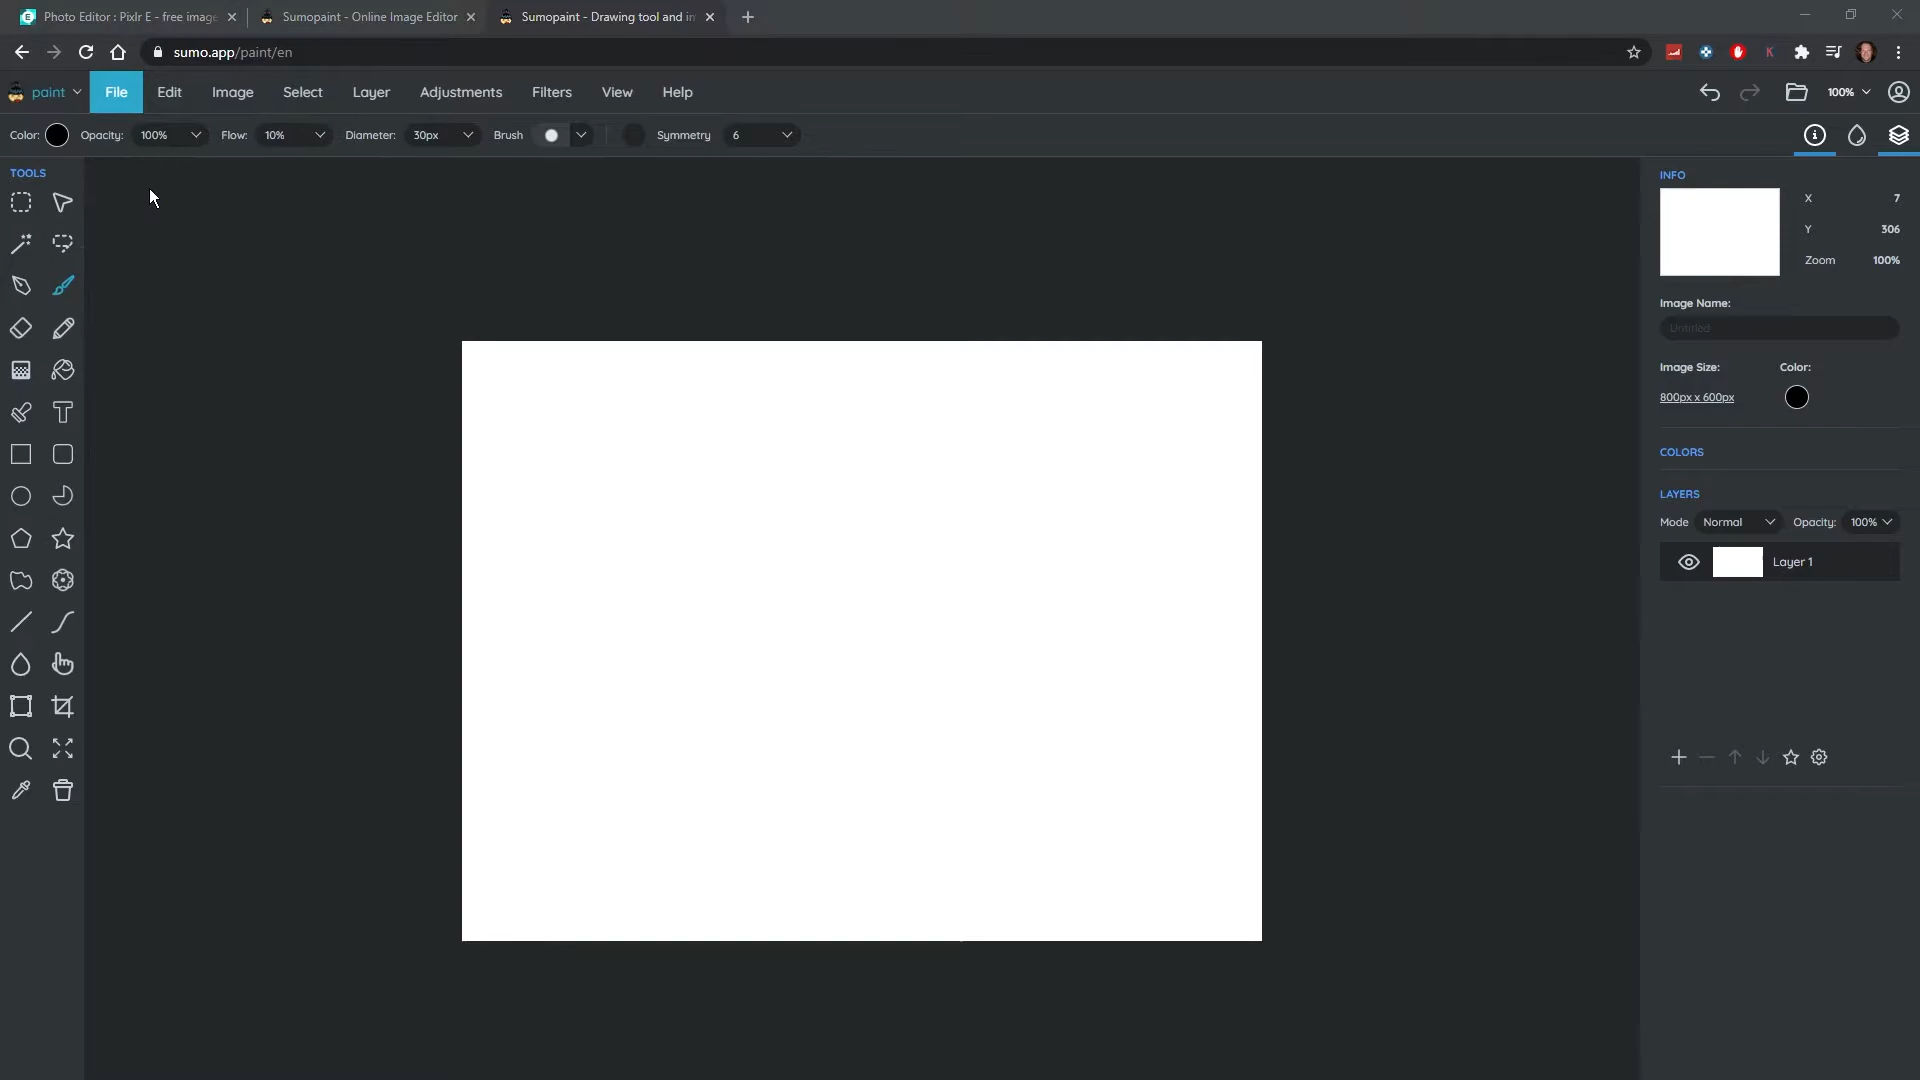 Photo Editor : Pixlr E - free image
Sumopaint - Online Image Editor
Sumopaint - Drawing tool and im
sumo.app/paint/en
paint
File
Edit
Image
Select
Layer
Adjustments
Filters
View
Help
100%
Color:
Opacity:
100%
Flow:
10%
Diameter:
30px
Brush
Symmetry
6
TOOLS
INFO
X
7
Y
306
Zoom
100%
Image Name:
Untitled
Image Size:
Color:
800px x 600px
COLORS
LAYERS
Mode
Normal
Opacity:
100%
Layer 1